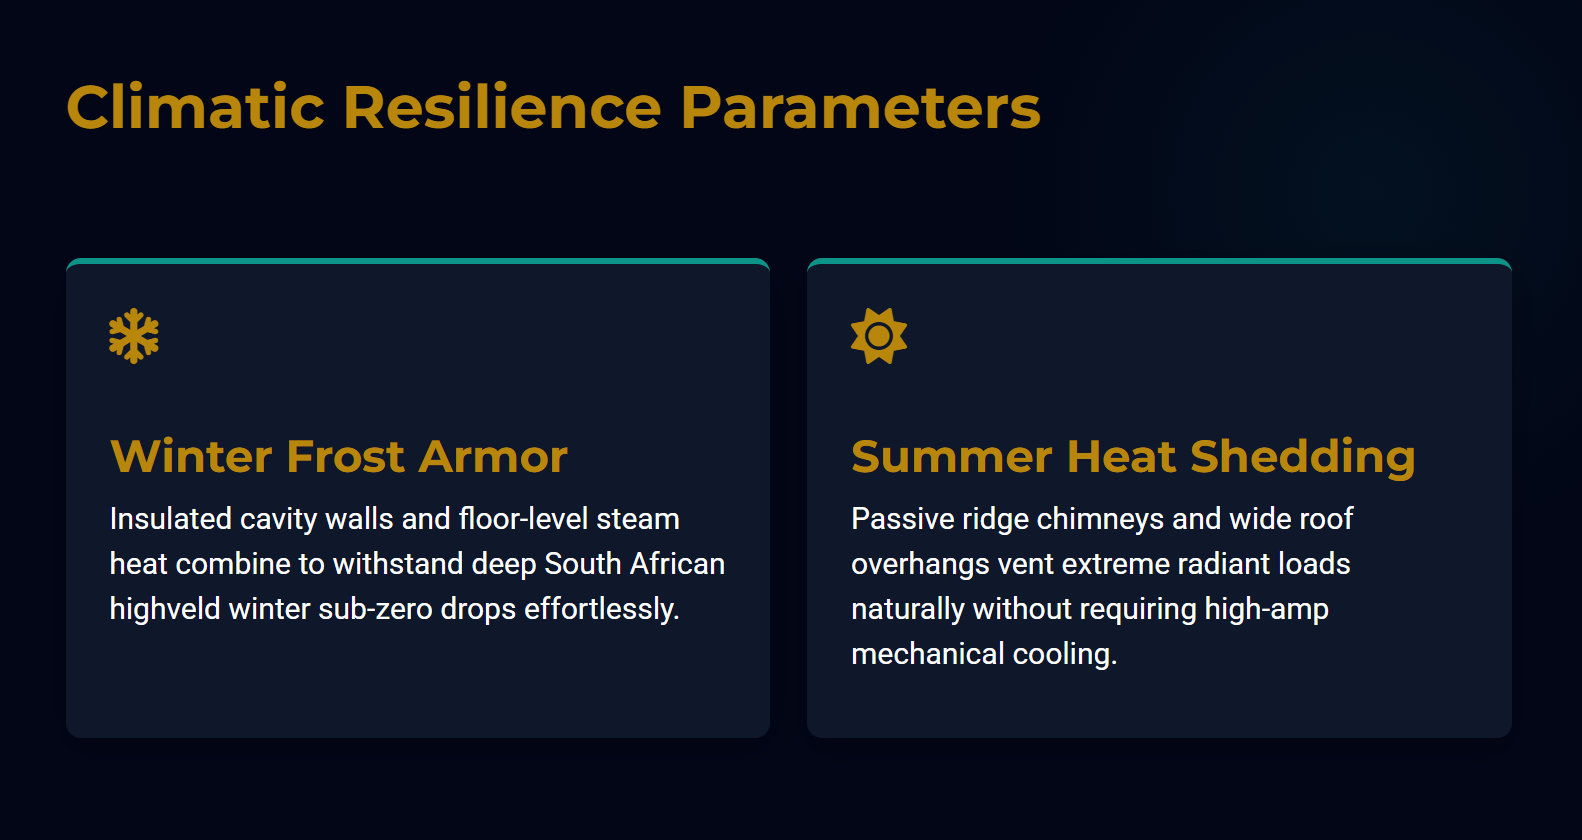 Climatic Resilience Parameters
Winter Frost Armor
Insulated cavity walls and floor-level steam
heat combine to withstand deep South African
highveld winter sub-zero drops effortlessly.
Summer Heat Shedding
Passive ridge chimneys and wide roof
overhangs vent extreme radiant loads
naturally without requiring high-amp
mechanical cooling.